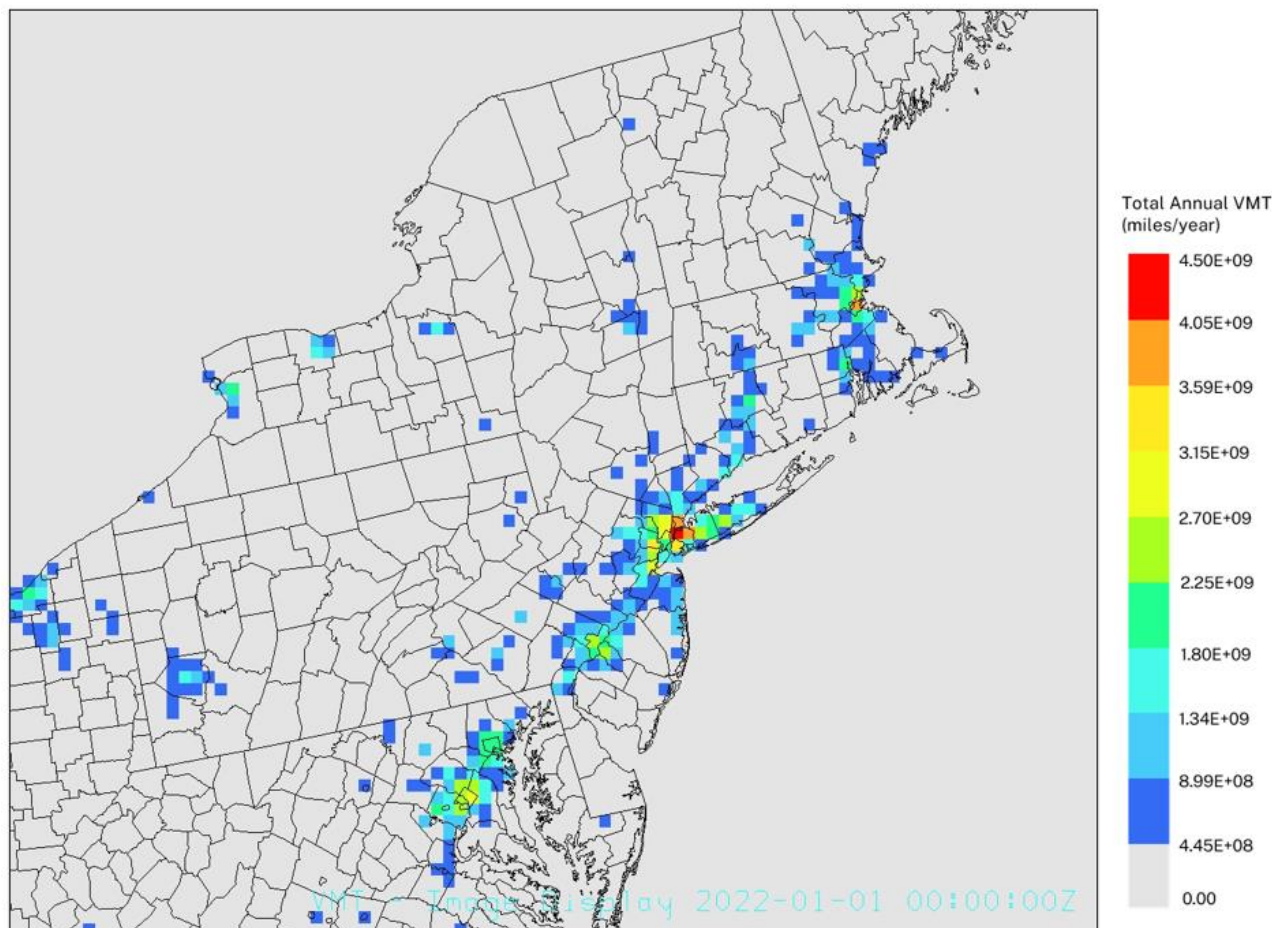 Total Annual VMT
(miles/year)
4.50E+09
4.05E+09
3.59E+09
3.15E+09
2.70E+09
2.25E+09
1.80E+09
1.34E+09
8.99E+08
4.45E+08
0.00
VMT - Image Display 2022-01-01 00:00:00Z